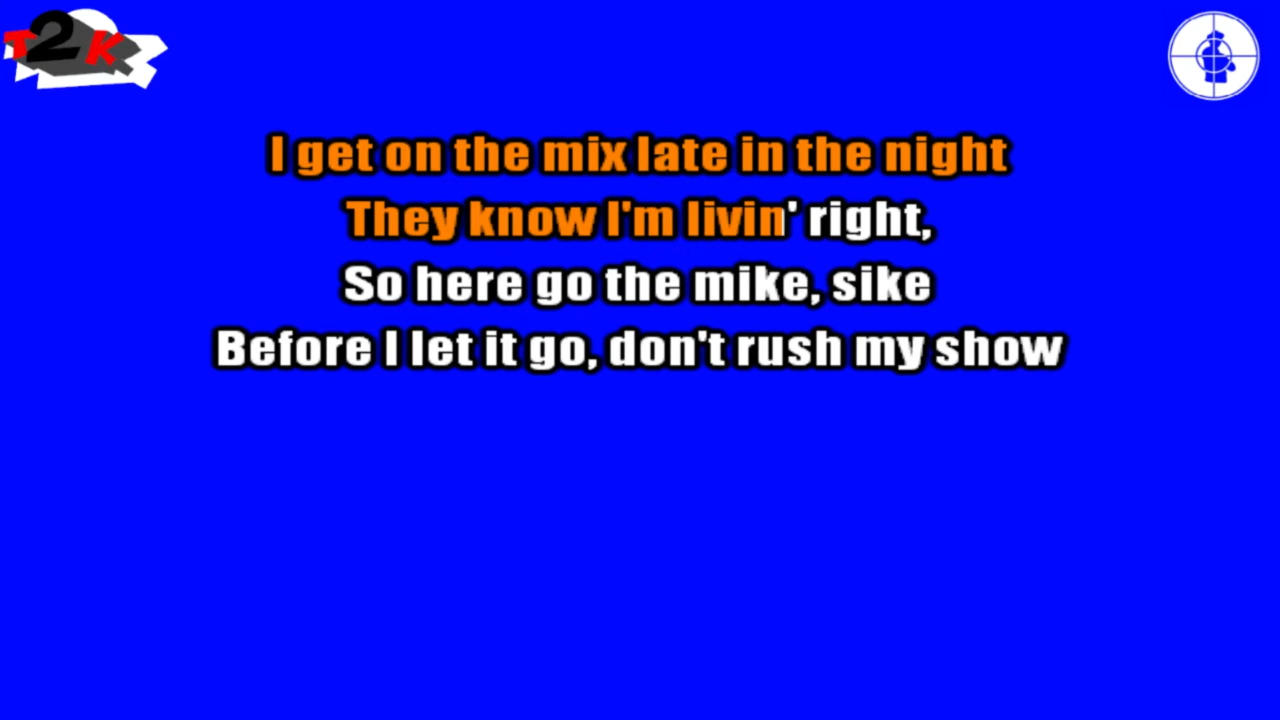 T2K
I get on the mix late in the night
They know I'm livin' right,
So here go the mike, sike
Before I let it go, don't rush my show